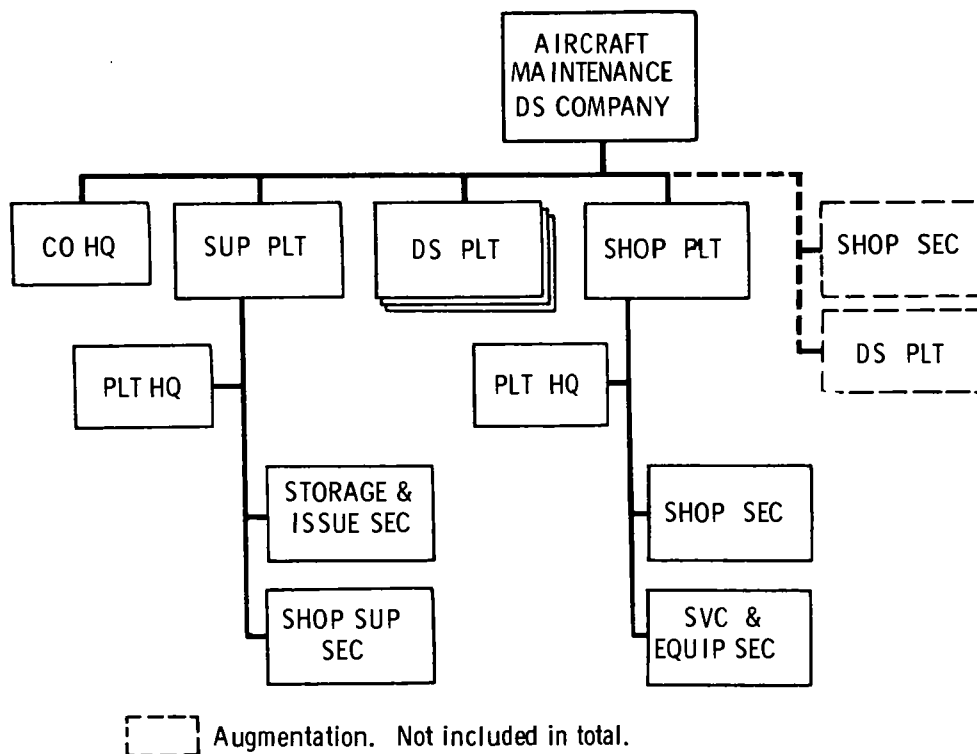 AIRCRAFT
MAINTENANCE
DS COMPANY
CO HQ
SUP PLT
DS PLT
SHOP PLT
SHOP SEC
DS PLT
PLT HQ
PLT HQ
STORAGE &
ISSUE SEC
SHOP SEC
SHOP SUP
SEC
SVC &
EQUIP SEC
Augmentation. Not included in total.